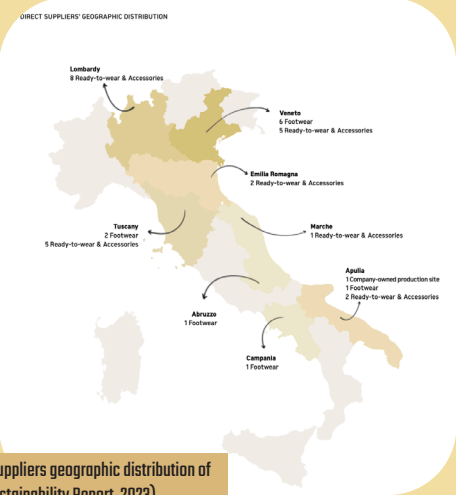 DIRECT SUPPLIERS' GEOGRAPHIC DISTRIBUTION
Lombardy
8 Ready-to-wear & Accessories
Veneto
6 Footwear
5 Ready-to-wear & Accessories
Emilia Romagna
2 Ready-to-wear & Accessories
Tuscany
2 Footwear
5 Ready-to-wear & Accessories
Marche
1 Ready-to-wear & Accessories
Apulia
1 Company-owned production site
1 Footwear
2 Ready-to-wear & Accessories
Abruzzo
1 Footwear
Campania
1 Footwear
uppliers geographic distribution of
Report, 2023)